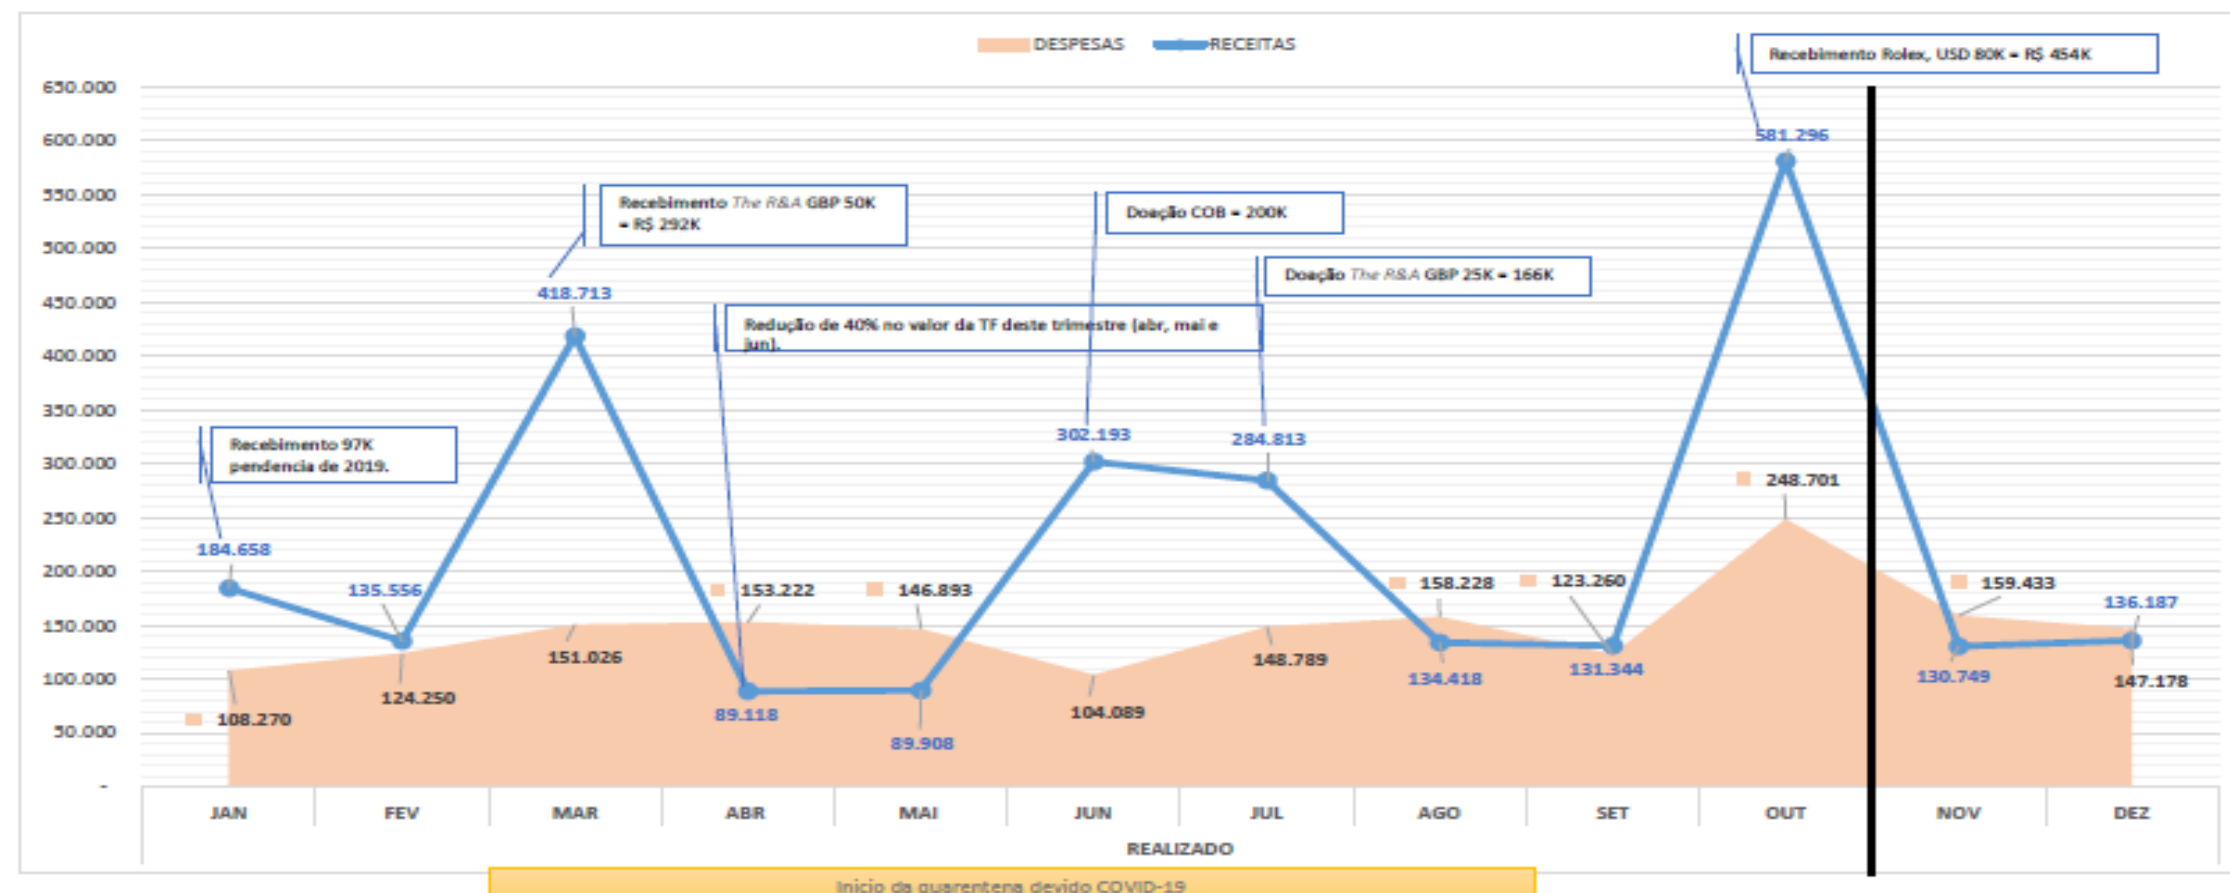 DESPESAS RECEITAS
Recebimento Rolex, USD 80K = R$ 454K
650.000
600.000
550.000
500.000
450.000
400.000
350.000
300.000
250.000
200.000
150.000
100.000
50.000
-
581.296
Recebimento The R&A GBP 50K
= R$ 292K
Doação COB = 200K
Doação The R&A GBP 25K = 166K
418.713
Redução de 40% no valor da TF deste trimestre (abr, mai e
jun).
Recebimento 97K
pendencia de 2019.
302.193
284.813
248.701
184.658
135.556
153.222
146.893
158.228
123.260
159.433
136.187
151.026
148.789
134.418
131.344
130.749
147.178
108.270
124.250
89.118
104.089
89.908
JAN FEV MAR ABR MAI JUN JUL AGO SET OUT NOV DEZ
REALIZADO
Inicio da quarentena devido COVID-19